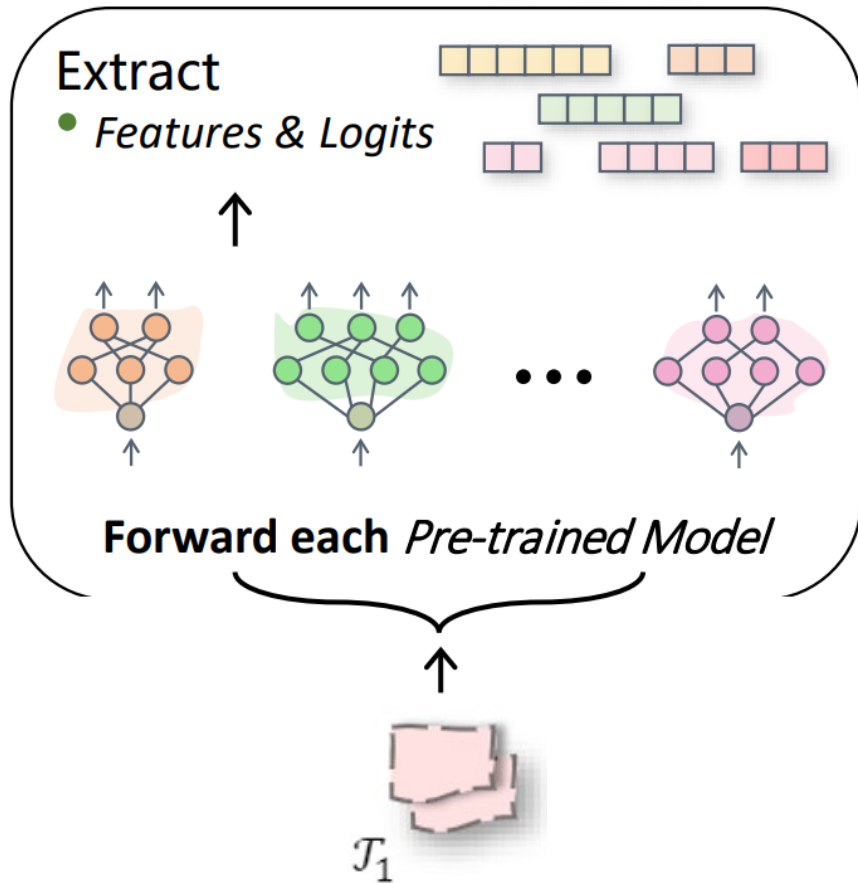 Extract
• Features & Logits
Forward each Pre-trained Model
𝒯₁